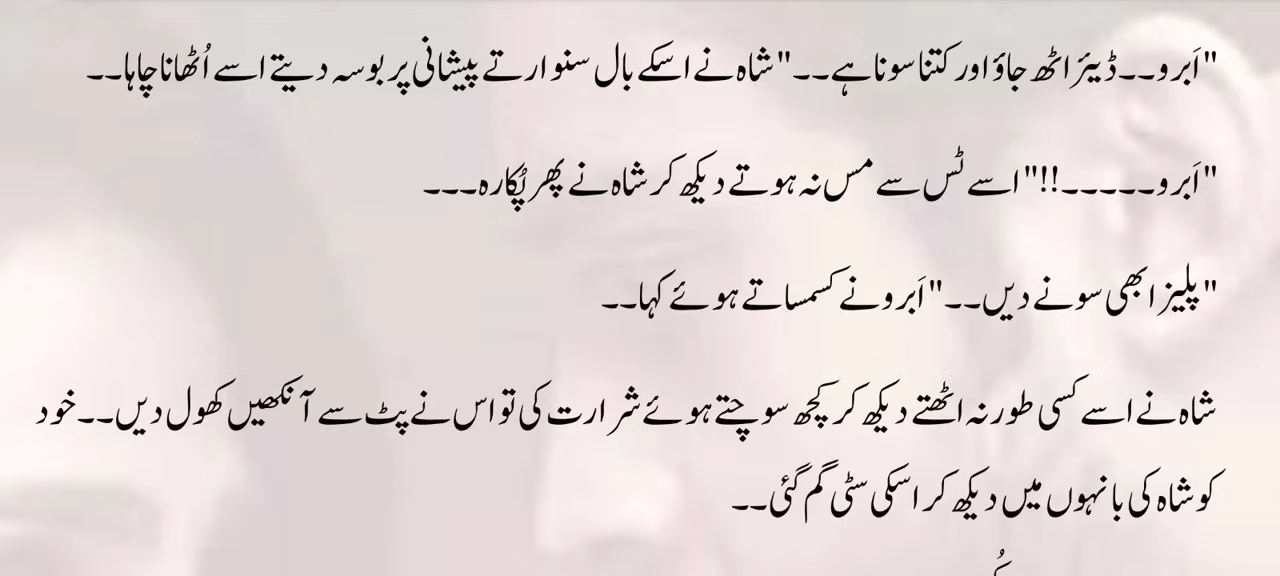 "اَبرو۔۔ڈیئر اٹھ جاؤ اور کتنا سونا ہے۔۔" شاہ نے اسکے بال سنوارتے پیشانی پر بوسہ دیتے اسے اُٹھانا چاہا۔۔
"اَبرو۔۔۔۔۔!!" اسے ٹس سے مس نہ ہوتے دیکھ کر شاہ نے پھر پُکارہ۔۔۔
"پلیز ابھی سونے دیں۔۔" اَبرو نے کسمساتے ہوئے کہا۔۔
شاہ نے اسے کسی طور نہ اٹھتے دیکھ کر کچھ سوچتے ہوئے شرارت کی تو اس نے پٹ سے آنکھیں کھول دیں۔۔ خود
کو شاہ کی بانہوں میں دیکھ کر اسکی سٹی گم گئی۔۔